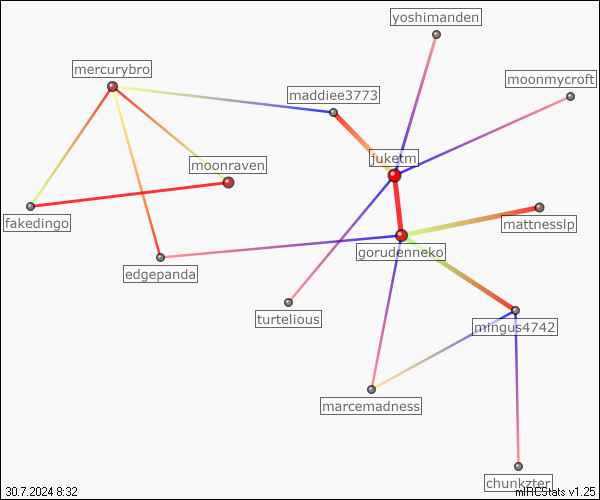 yoshimanden
mercurybro
moonmycroft
maddiee3773
juketm
moonraven
fakedingo
mattnesslp
gorudenneko
edgepanda
turtelious
mingus4742
marcemadness
chunkzter
30.7.2024 8:32
mIRCStats v1.25